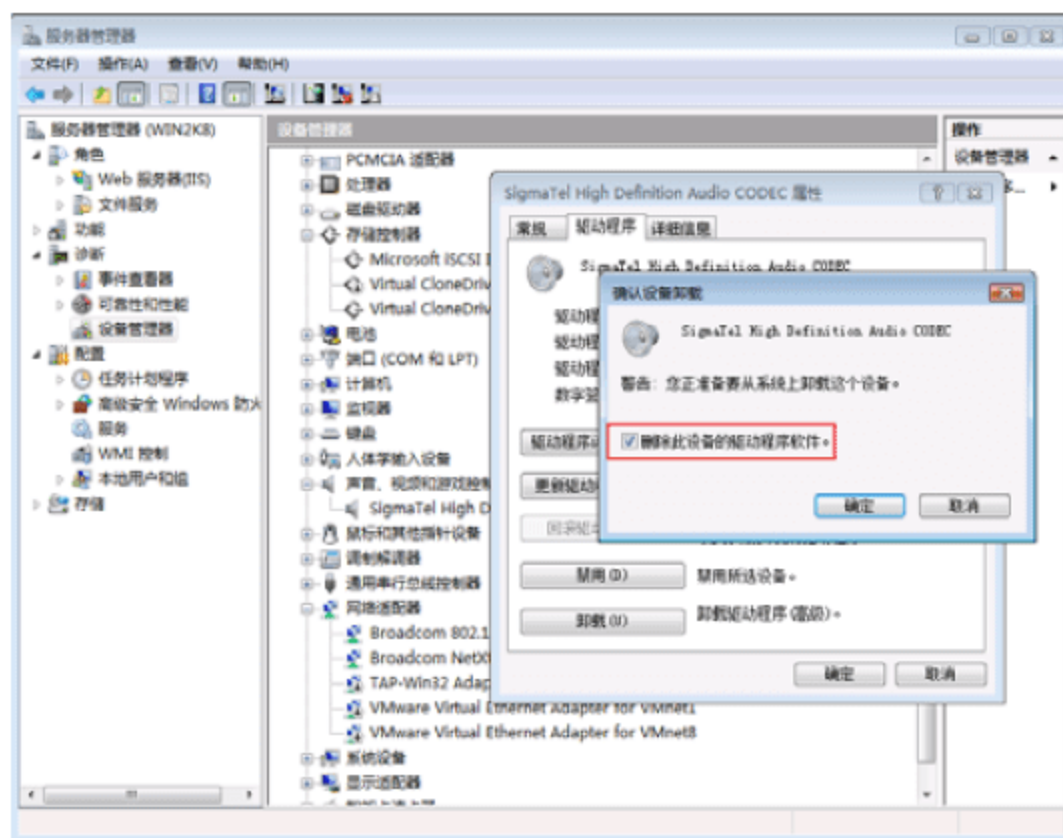 服务器管理器
文件(F) 操作(A) 查看(V) 帮助(H)
服务器管理器 (WIN2K8)
角色
Web 服务器(IIS)
文件服务
功能
诊断
事件查看器
可靠性和性能
设备管理器
配置
任务计划程序
高级安全 Windows 防火
服务
WMI 控制
本地用户和组
存储
设备管理器
PCMCIA 适配器
处理器
磁盘驱动器
存储控制器
Microsoft iSCSI I
Virtual CloneDriv
Virtual CloneDriv
电池
端口 (COM 和 LPT)
计算机
监视器
键盘
人体学输入设备
声音、视频和游戏控制
SigmaTel High D
鼠标和其他指针设备
调制解调器
通用串行总线控制器
网络适配器
Broadcom 802.1
Broadcom NetXt
TAP-Win32 Adap
VMware Virtual Ethernet Adapter for VMnet1
VMware Virtual Ethernet Adapter for VMnet8
系统设备
显示适配器
操作
设备管理器
SigmaTel High Definition Audio CODEC 属性
常规 驱动程序 详细信息
SigmaTel High Definition Audio CODEC
驱动程
驱动程
驱动程
数字签
驱动程序
更新驱动
回滚驱动
禁用(D) 禁用所选设备。
卸载(U) 卸载驱动程序(高级)。
确定 取消
确认设备卸载
SigmaTel High Definition Audio CODEC
警告: 您正准备要从系统上卸载这个设备。
删除此设备的驱动程序软件。
确定 取消